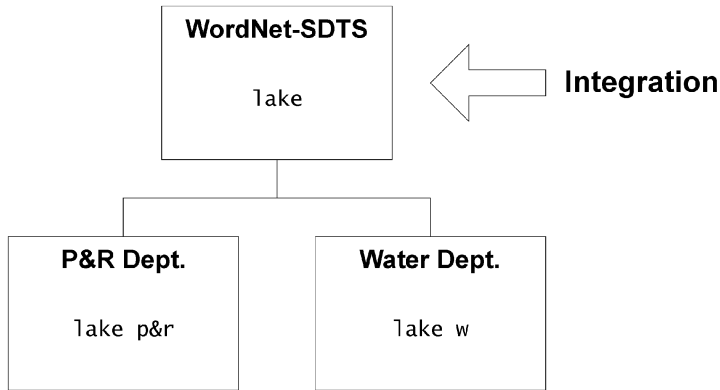 WordNet-SDTS
lake
Integration
P&R Dept.
Water Dept.
lake p&r
lake w